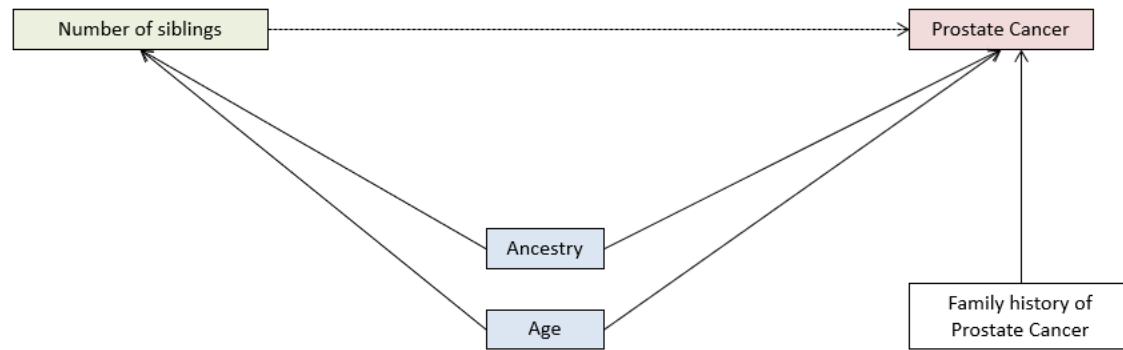 Number of siblings
Prostate Cancer
Ancestry
Age
Family history of
Prostate Cancer